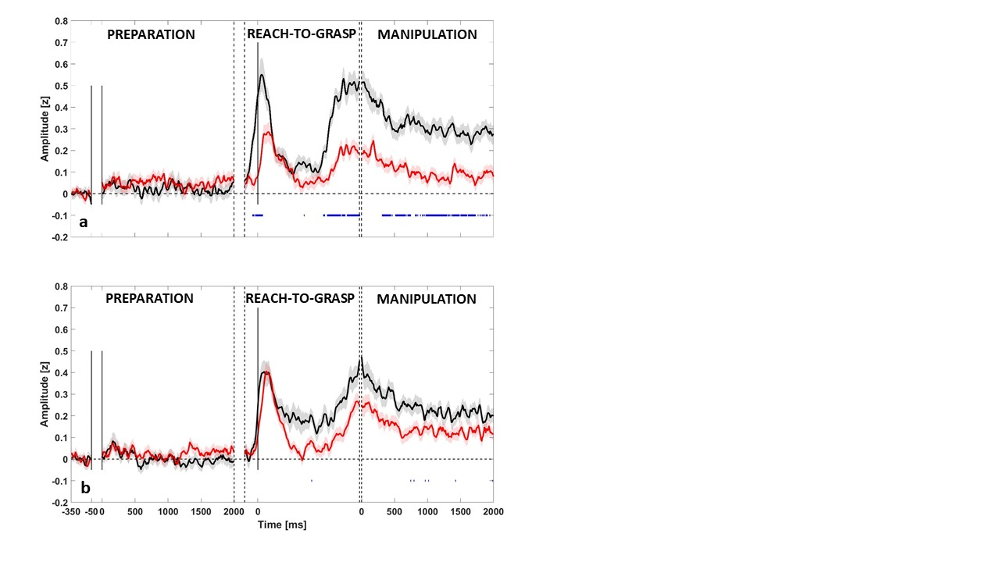 0.8
PREPARATION REACH-TO-GRASP MANIPULATION
0.7
0.6
0.5
0.4
0.3
0.2
0.1
0
-0.1
-0.2
Amplitude [z]
a
0.8
PREPARATION REACH-TO-GRASP MANIPULATION
0.7
0.6
0.5
0.4
0.3
0.2
0.1
0
-0.1
-0.2
Amplitude [z]
b
-350 -50 0 500 1000 1500 2000 0 0 500 1000 1500 2000
Time [ms]